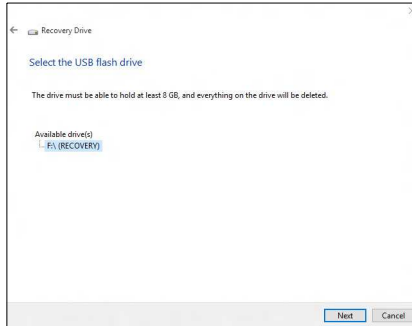 Recovery Drive
Select the USB flash drive
The drive must be able to hold at least 8 GB, and everything on the drive will be deleted.
Available drive(s)
F:\ (RECOVERY)
Next Cancel